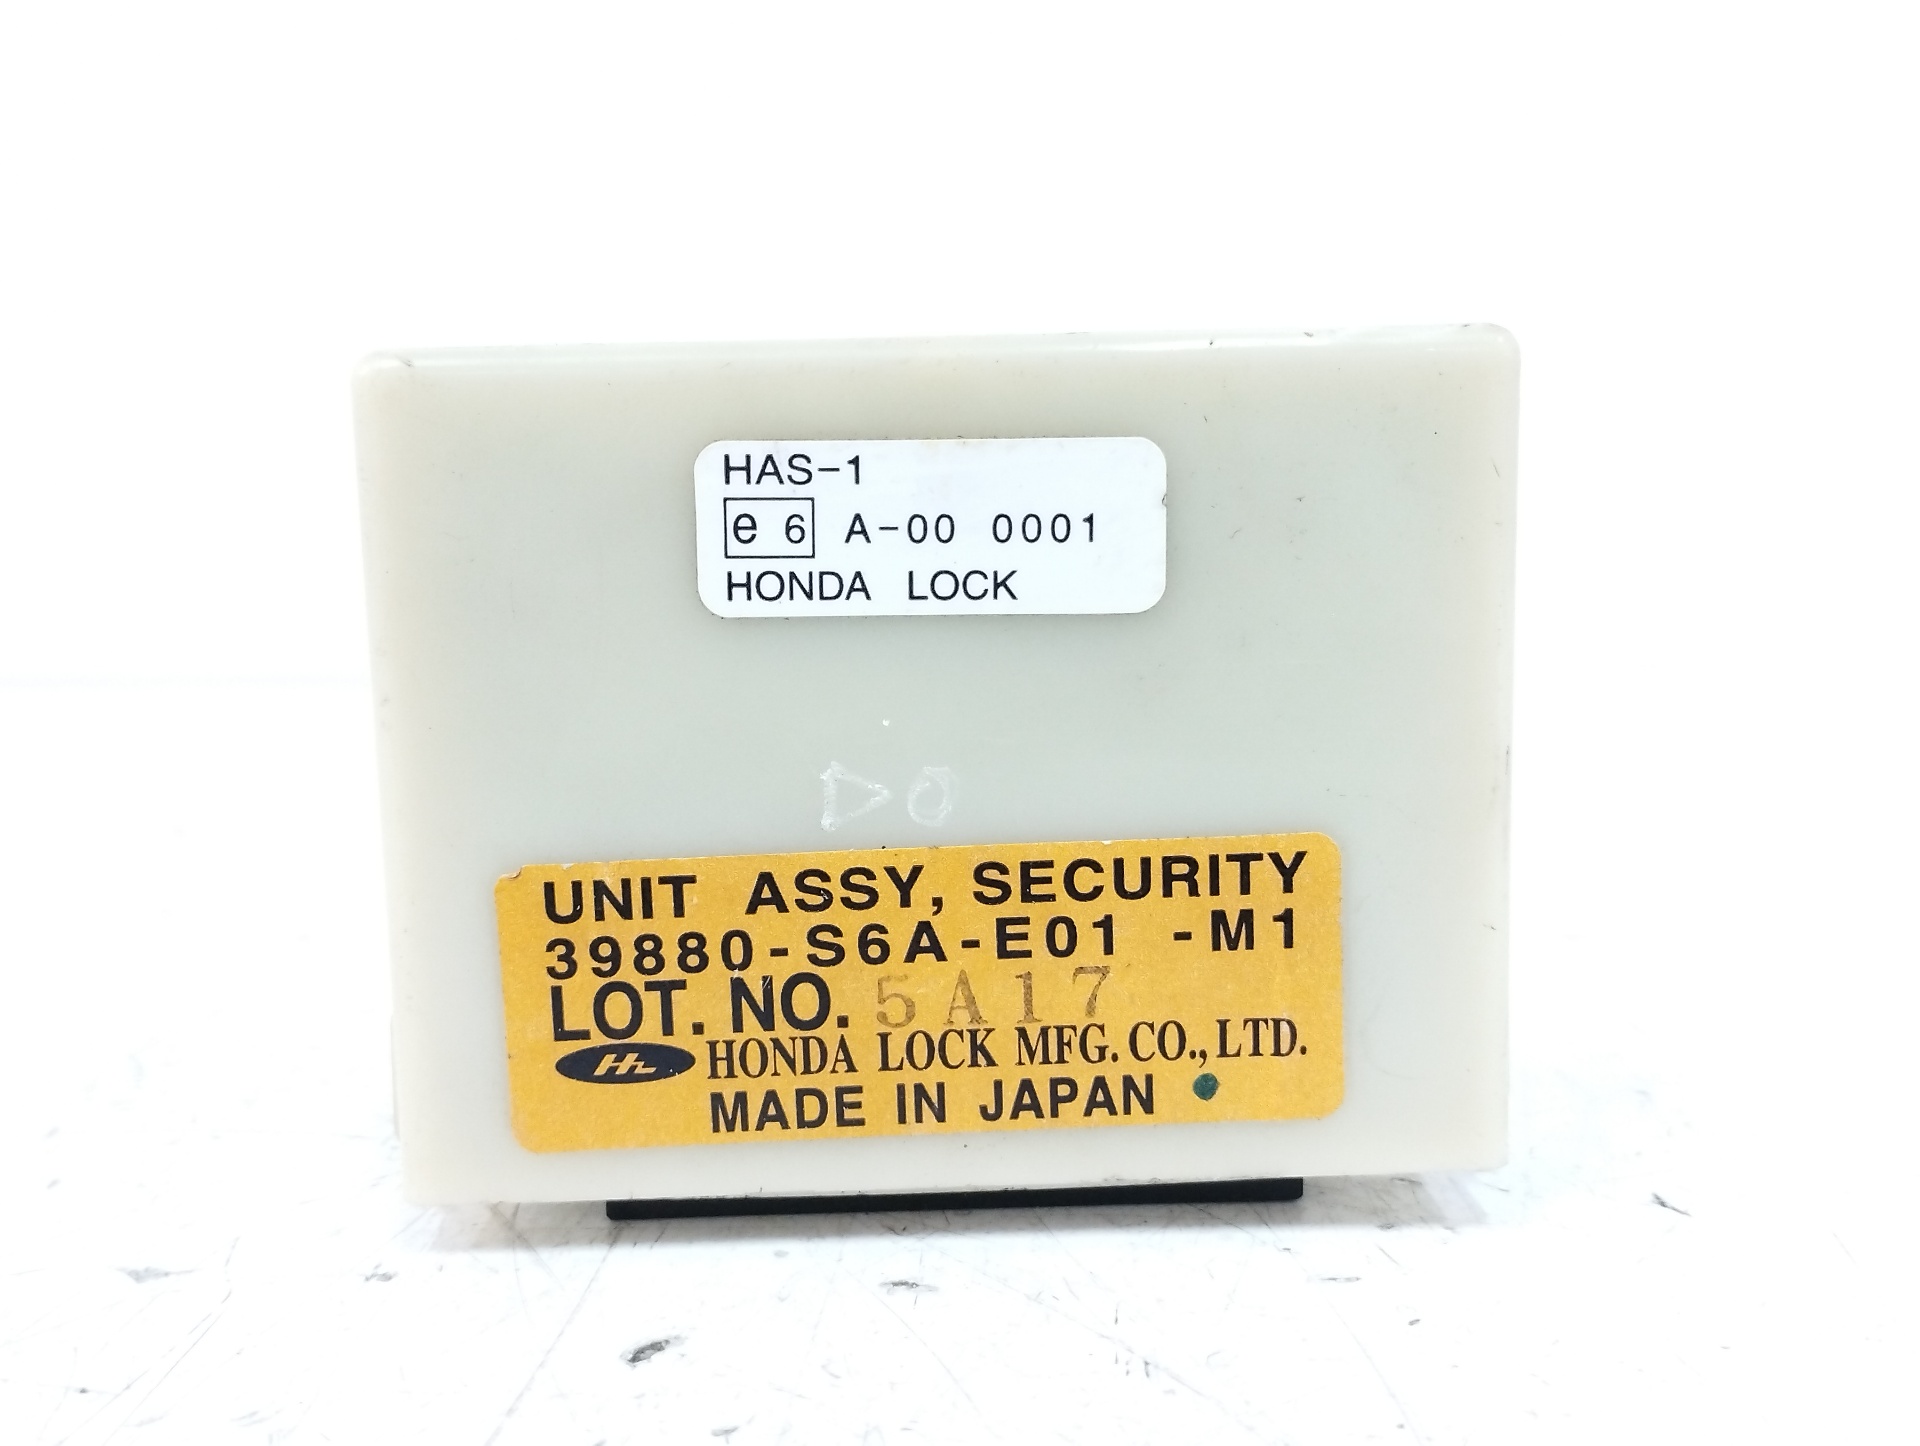 HAS-1
e 6 A-00 0001
HONDA LOCK
UNIT ASSY, SECURITY
39880-S6A-E01 -M1
LOT. NO. 5A17
HL HONDA LOCK MFG. CO., LTD.
MADE IN JAPAN